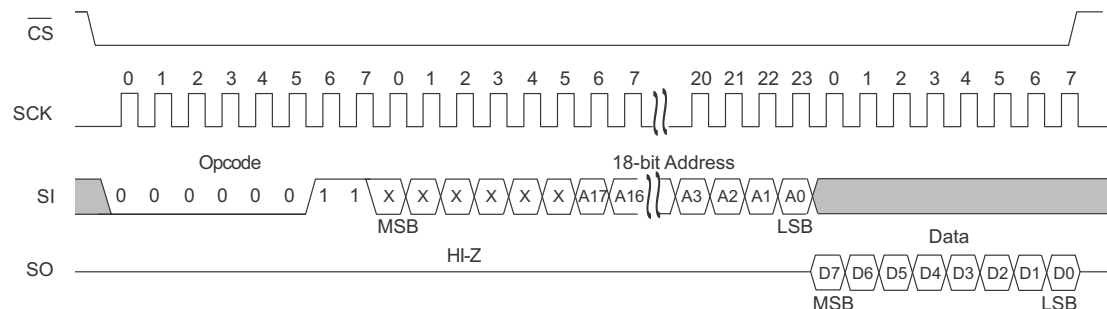 CS
0 1 2 3 4 5 6 7 0 1 2 3 4 5 6 7 20 21 22 23 0 1 2 3 4 5 6 7
SCK
Opcode 18-bit Address
SI 0 0 0 0 0 0 1 1 X X X X X X A17 A16 A3 A2 A1 A0
MSB LSB
HI-Z Data
SO D7 D6 D5 D4 D3 D2 D1 D0
MSB LSB